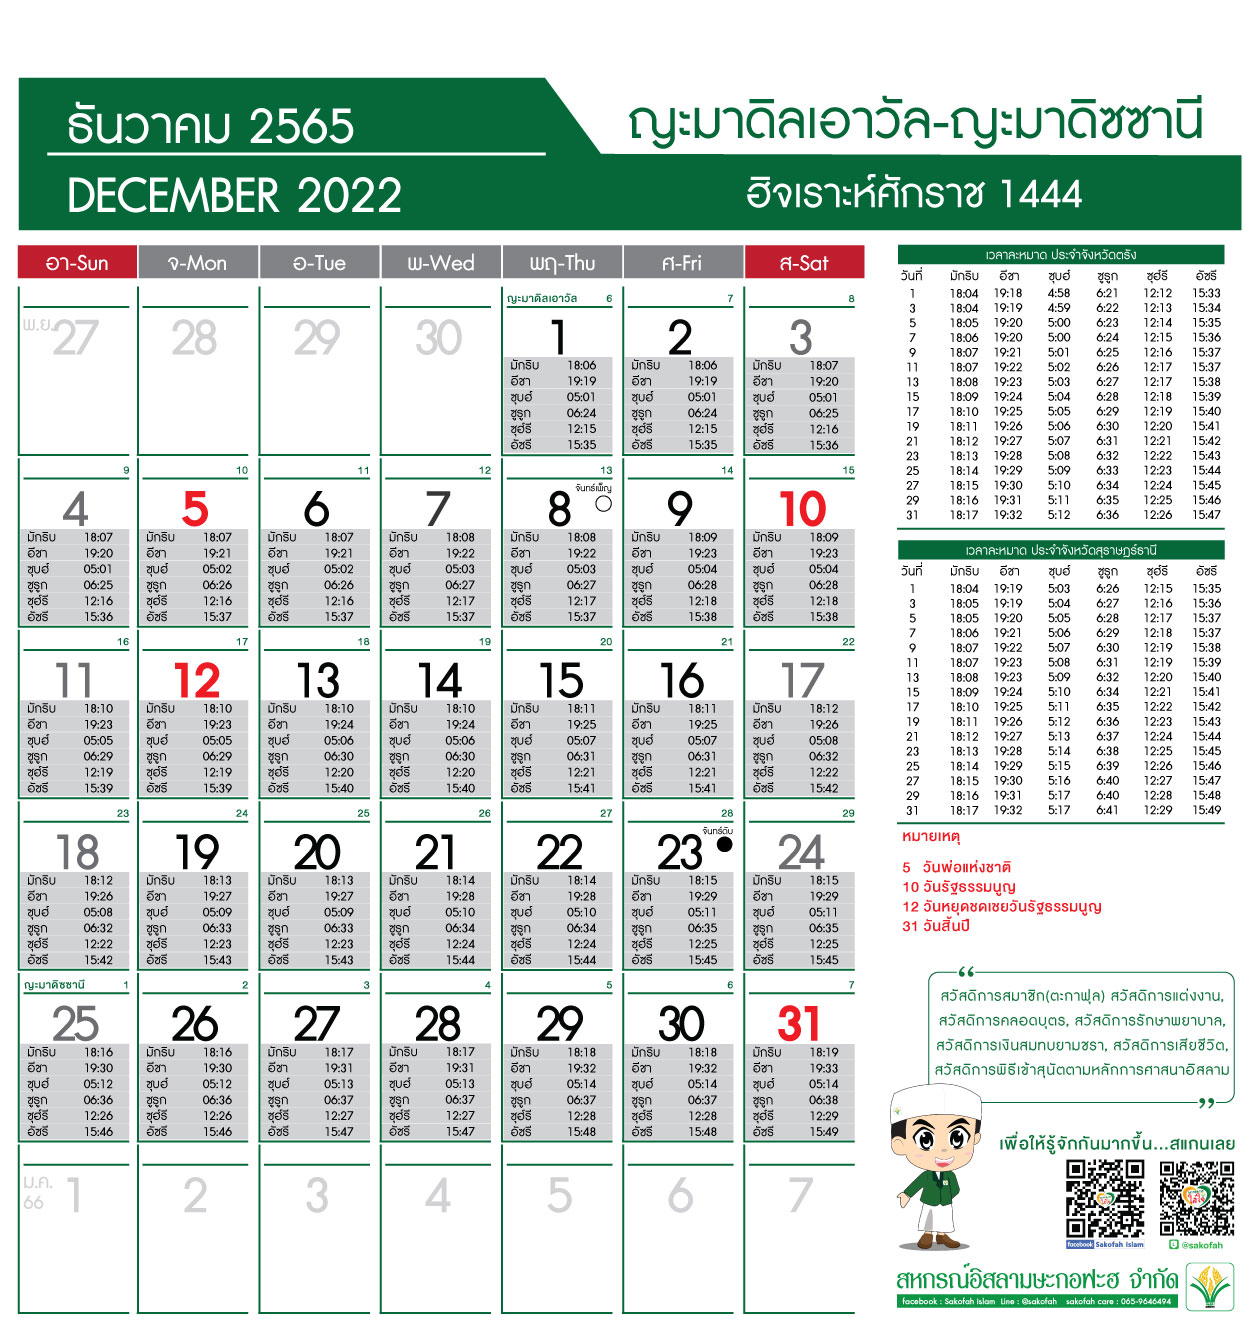 ธันวาคม 2565
DECEMBER 2022
ญะมาดิลเอาวัล-ญะมาดิซซานี
ฮิจเราะห์ศักราช 1444
อา-Sun จ-Mon อ-Tue พ-Wed พฤ-Thu ศ-Fri ส-Sat
ญะมาดิลเอาวัล 6 7 8
พ.ย. 27 28 29 30 1 2 3
มักริบ 18:06 มักริบ 18:06 มักริบ 18:07
อีซา 19:19 อีซา 19:19 อีซา 19:20
ซุบฮ์ 05:01 ซุบฮ์ 05:01 ซุบฮ์ 05:01
ซูรูก 06:24 ซูรูก 06:24 ซูรูก 06:25
ซุฮ์รี 12:15 ซุฮ์รี 12:15 ซุฮ์รี 12:16
อัซรี 15:35 อัซรี 15:35 อัซรี 15:36
9 10 11 12 13 14 15
จันทร์เพ็ญ
4 5 6 7 8 9 10
มักริบ 18:07 มักริบ 18:07 มักริบ 18:07 มักริบ 18:08 มักริบ 18:08 มักริบ 18:09 มักริบ 18:09
อีซา 19:20 อีซา 19:21 อีซา 19:21 อีซา 19:22 อีซา 19:22 อีซา 19:23 อีซา 19:23
ซุบฮ์ 05:01 ซุบฮ์ 05:02 ซุบฮ์ 05:02 ซุบฮ์ 05:03 ซุบฮ์ 05:03 ซุบฮ์ 05:04 ซุบฮ์ 05:04
ซูรูก 06:25 ซูรูก 06:26 ซูรูก 06:26 ซูรูก 06:27 ซูรูก 06:27 ซูรูก 06:28 ซูรูก 06:28
ซุฮ์รี 12:16 ซุฮ์รี 12:16 ซุฮ์รี 12:16 ซุฮ์รี 12:17 ซุฮ์รี 12:17 ซุฮ์รี 12:18 ซุฮ์รี 12:18
อัซรี 15:36 อัซรี 15:37 อัซรี 15:37 อัซรี 15:37 อัซรี 15:37 อัซรี 15:38 อัซรี 15:38
16 17 18 19 20 21 22
11 12 13 14 15 16 17
มักริบ 18:10 มักริบ 18:10 มักริบ 18:10 มักริบ 18:10 มักริบ 18:11 มักริบ 18:11 มักริบ 18:12
อีซา 19:23 อีซา 19:23 อีซา 19:24 อีซา 19:24 อีซา 19:25 อีซา 19:25 อีซา 19:26
ซุบฮ์ 05:05 ซุบฮ์ 05:05 ซุบฮ์ 05:06 ซุบฮ์ 05:06 ซุบฮ์ 05:07 ซุบฮ์ 05:07 ซุบฮ์ 05:08
ซูรูก 06:29 ซูรูก 06:29 ซูรูก 06:30 ซูรูก 06:30 ซูรูก 06:31 ซูรูก 06:31 ซูรูก 06:32
ซุฮ์รี 12:19 ซุฮ์รี 12:19 ซุฮ์รี 12:20 ซุฮ์รี 12:20 ซุฮ์รี 12:21 ซุฮ์รี 12:21 ซุฮ์รี 12:22
อัซรี 15:39 อัซรี 15:39 อัซรี 15:40 อัซรี 15:40 อัซรี 15:41 อัซรี 15:41 อัซรี 15:42
23 24 25 26 27 28 29
จันทร์ดับ
18 19 20 21 22 23 24
มักริบ 18:12 มักริบ 18:13 มักริบ 18:13 มักริบ 18:14 มักริบ 18:14 มักริบ 18:15 มักริบ 18:15
อีซา 19:26 อีซา 19:27 อีซา 19:27 อีซา 19:28 อีซา 19:28 อีซา 19:29 อีซา 19:29
ซุบฮ์ 05:08 ซุบฮ์ 05:09 ซุบฮ์ 05:09 ซุบฮ์ 05:10 ซุบฮ์ 05:10 ซุบฮ์ 05:11 ซุบฮ์ 05:11
ซูรูก 06:32 ซูรูก 06:33 ซูรูก 06:33 ซูรูก 06:34 ซูรูก 06:34 ซูรูก 06:35 ซูรูก 06:35
ซุฮ์รี 12:22 ซุฮ์รี 12:23 ซุฮ์รี 12:23 ซุฮ์รี 12:24 ซุฮ์รี 12:24 ซุฮ์รี 12:25 ซุฮ์รี 12:25
อัซรี 15:42 อัซรี 15:43 อัซรี 15:43 อัซรี 15:44 อัซรี 15:44 อัซรี 15:45 อัซรี 15:45
ญะมาดิซซานี 1 2 3 4 5 6 7
25 26 27 28 29 30 31
มักริบ 18:16 มักริบ 18:16 มักริบ 18:17 มักริบ 18:17 มักริบ 18:18 มักริบ 18:18 มักริบ 18:19
อีซา 19:30 อีซา 19:30 อีซา 19:31 อีซา 19:31 อีซา 19:32 อีซา 19:32 อีซา 19:33
ซุบฮ์ 05:12 ซุบฮ์ 05:12 ซุบฮ์ 05:13 ซุบฮ์ 05:13 ซุบฮ์ 05:14 ซุบฮ์ 05:14 ซุบฮ์ 05:14
ซูรูก 06:36 ซูรูก 06:36 ซูรูก 06:37 ซูรูก 06:37 ซูรูก 06:37 ซูรูก 06:37 ซูรูก 06:38
ซุฮ์รี 12:26 ซุฮ์รี 12:26 ซุฮ์รี 12:27 ซุฮ์รี 12:27 ซุฮ์รี 12:28 ซุฮ์รี 12:28 ซุฮ์รี 12:29
อัซรี 15:46 อัซรี 15:46 อัซรี 15:47 อัซรี 15:47 อัซรี 15:48 อัซรี 15:48 อัซรี 15:49
ม.ค. 66 1 2 3 4 5 6 7
เวลาละหมาด ประจำจังหวัดตรัง
วันที่ มักริบ อีซา ซุบฮ์ ซูรูก ซุฮ์รี อัซรี
1 18:04 19:18 4:58 6:21 12:12 15:33
3 18:04 19:19 4:59 6:22 12:13 15:34
5 18:05 19:20 5:00 6:23 12:14 15:35
7 18:06 19:20 5:00 6:24 12:15 15:36
9 18:07 19:21 5:01 6:25 12:16 15:37
11 18:07 19:22 5:02 6:26 12:17 15:37
13 18:08 19:23 5:03 6:27 12:17 15:38
15 18:09 19:24 5:04 6:28 12:18 15:39
17 18:10 19:25 5:05 6:29 12:19 15:40
19 18:11 19:26 5:06 6:30 12:20 15:41
21 18:12 19:27 5:07 6:31 12:21 15:42
23 18:13 19:28 5:08 6:32 12:22 15:43
25 18:14 19:29 5:09 6:33 12:23 15:44
27 18:15 19:30 5:10 6:34 12:24 15:45
29 18:16 19:31 5:11 6:35 12:25 15:46
31 18:17 19:32 5:12 6:36 12:26 15:47
เวลาละหมาด ประจำจังหวัดสุราษฎร์ธานี
วันที่ มักริบ อีซา ซุบฮ์ ซูรูก ซุฮ์รี อัซรี
1 18:04 19:19 5:03 6:26 12:15 15:35
3 18:05 19:19 5:04 6:27 12:16 15:36
5 18:05 19:20 5:05 6:28 12:17 15:37
7 18:06 19:21 5:06 6:29 12:18 15:37
9 18:07 19:22 5:07 6:30 12:19 15:38
11 18:07 19:23 5:08 6:31 12:19 15:39
13 18:08 19:23 5:09 6:32 12:20 15:40
15 18:09 19:24 5:10 6:34 12:21 15:41
17 18:10 19:25 5:11 6:35 12:22 15:42
19 18:11 19:26 5:12 6:36 12:23 15:43
21 18:12 19:27 5:13 6:37 12:24 15:44
23 18:13 19:28 5:14 6:38 12:25 15:45
25 18:14 19:29 5:15 6:39 12:26 15:46
27 18:15 19:30 5:16 6:40 12:27 15:47
29 18:16 19:31 5:17 6:40 12:28 15:48
31 18:17 19:32 5:17 6:41 12:29 15:49
หมายเหตุ
5 วันพ่อแห่งชาติ
10 วันรัฐธรรมนูญ
12 วันหยุดชดเชยวันรัฐธรรมนูญ
31 วันสิ้นปี
“
สวัสดิการสมาชิก(ตะกาฟุล) สวัสดิการแต่งงาน,
สวัสดิการคลอดบุตร, สวัสดิการรักษาพยาบาล,
สวัสดิการเงินสมทบยามชรา, สวัสดิการเสียชีวิต,
สวัสดิการพิธีเข้าสุนัตตามหลักการศาสนาอิสลาม
”
เพื่อให้รู้จักกันมากขึ้น...สแกนเลย
facebook Sakofah Islam @sakofah
สหกรณ์อิสลามษะกอฟะฮ จำกัด
facebook : Sakofah Islam Line : @sakofah sakofah care : 065-9646494